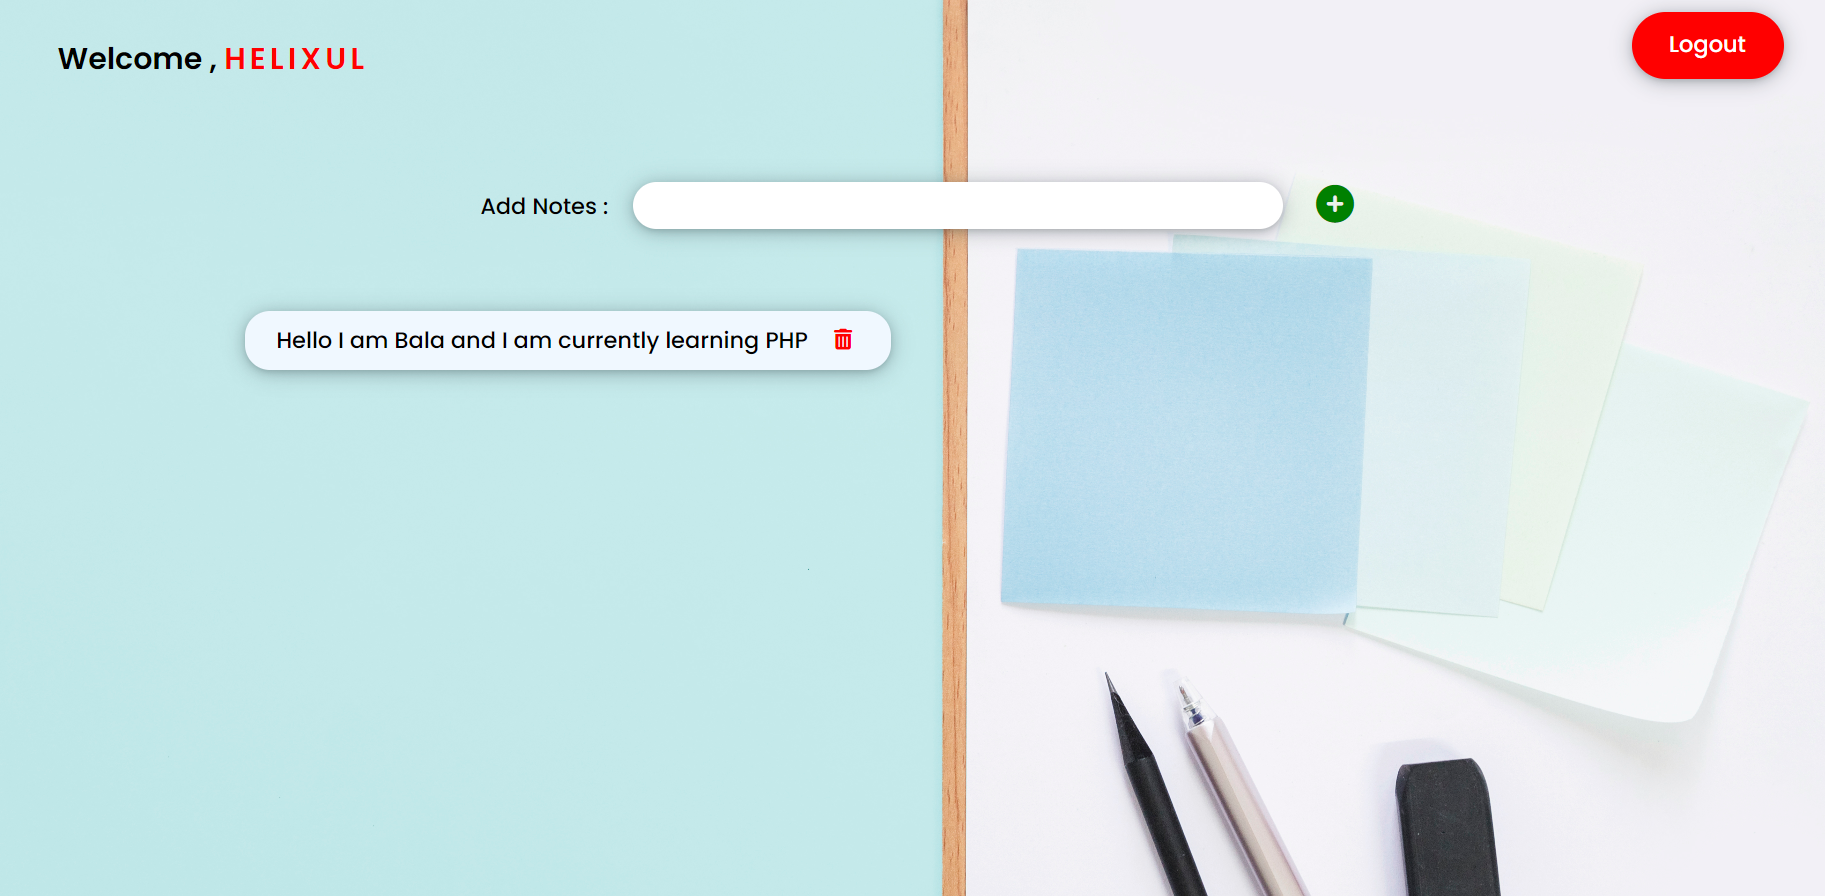 Welcome , HELIXUL
Logout
Add Notes :
Hello I am Bala and I am currently learning PHP